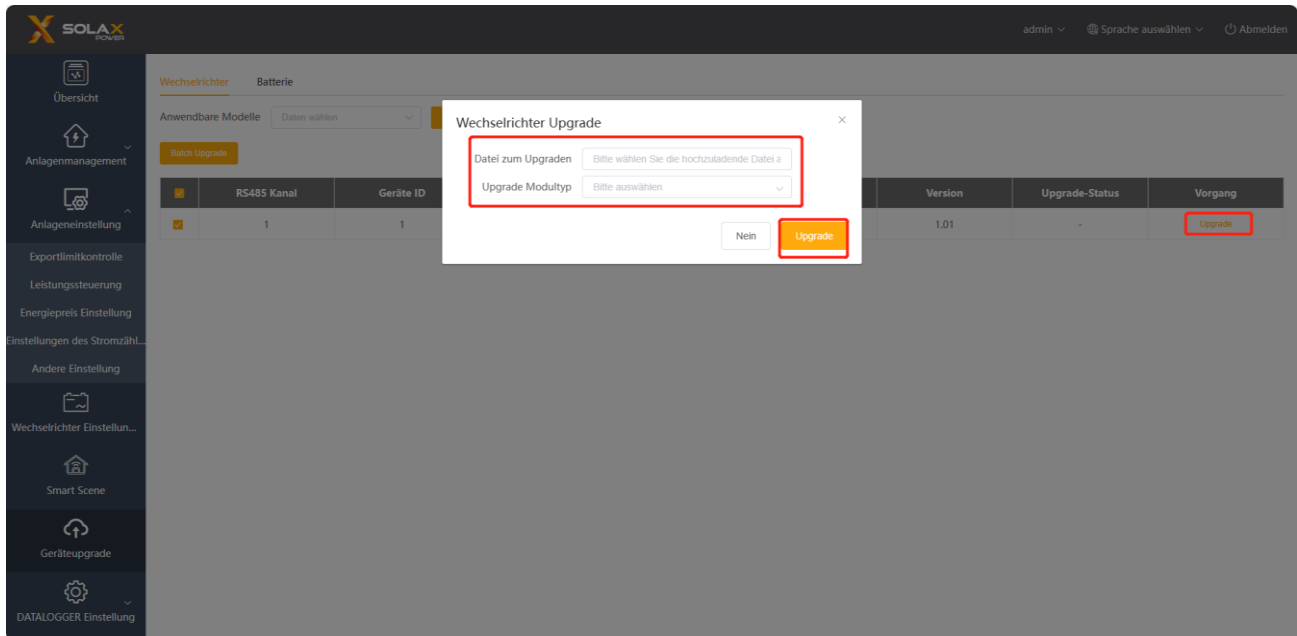 SOLAX
POWER
admin
Sprache auswählen
Abmelden
Übersicht
Anlagenmanagement
Anlageneinstellung
Exportlimitkontrolle
Leistungssteuerung
Energiepreis Einstellung
Einstellungen des Stromzähl...
Andere Einstellung
Wechselrichter Einstellun...
Smart Scene
Geräteupgrade
DATALOGGER Einstellung
Wechselrichter Batterie
Anwendbare Modelle Daten wählen
Batch Upgrade
RS485 Kanal Geräte ID Version Upgrade-Status Vorgang
1 1 1.01 - Upgrade
Wechselrichter Upgrade
Datei zum Upgraden Bitte wählen Sie die hochzuladende Datei a
Upgrade Modultyp Bitte auswählen
Nein Upgrade